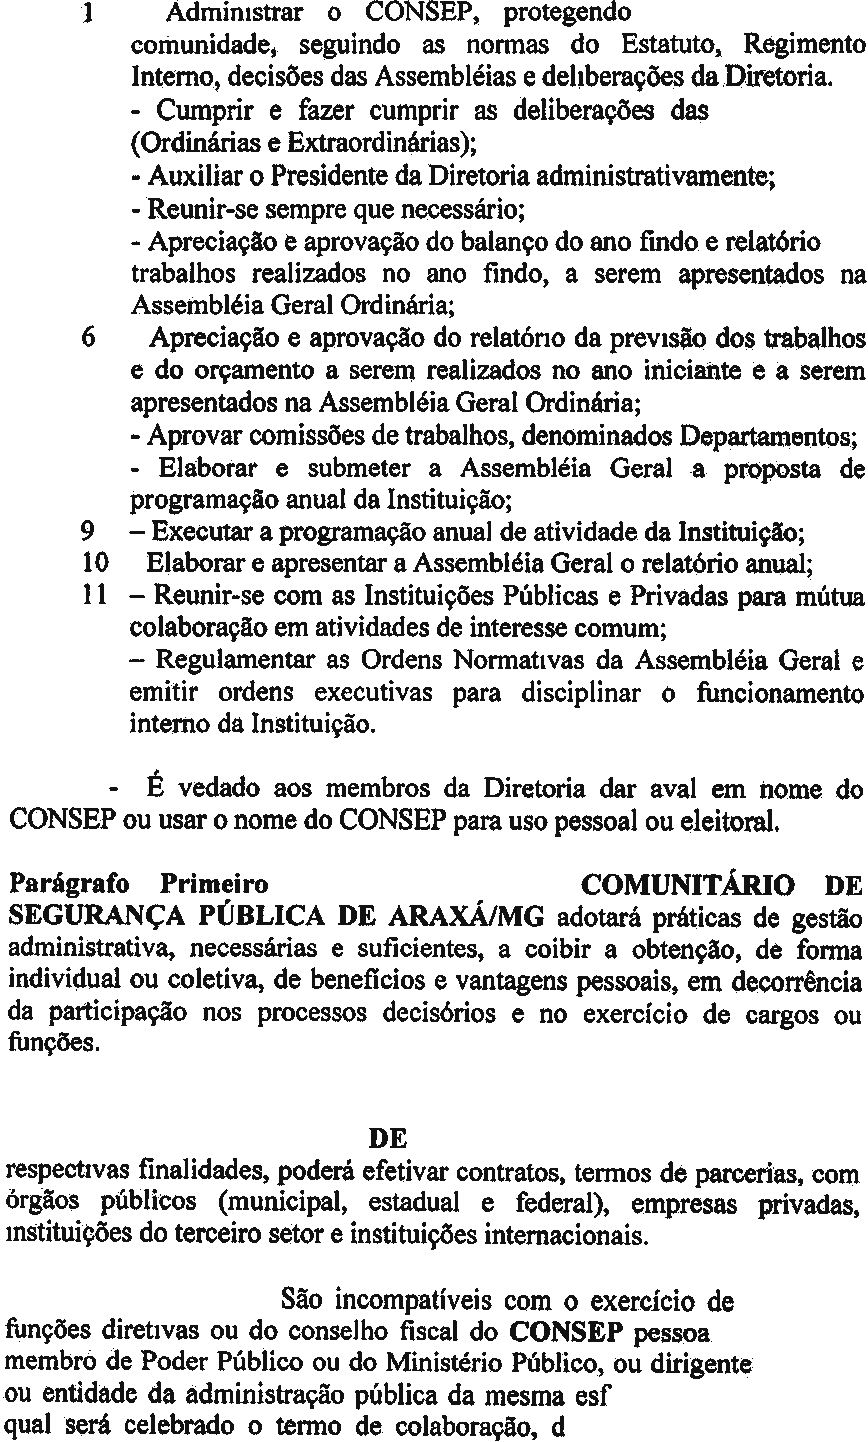 1 Administrar o CONSEP, protegendo
comunidade, seguindo as normas do Estatuto, Regimento
Interno, decisões das Assembléias e deliberações da Diretoria.
- Cumprir e fazer cumprir as deliberações das
(Ordinárias e Extraordinárias);
- Auxiliar o Presidente da Diretoria administrativamente;
- Reunir-se sempre que necessário;
- Apreciação e aprovação do balanço do ano findo e relatório
trabalhos realizados no ano findo, a serem apresentados na
Assembléia Geral Ordinária;
6 Apreciação e aprovação do relatório da previsão dos trabalhos
e do orçamento a serem realizados no ano iniciante e a serem
apresentados na Assembléia Geral Ordinária;
- Aprovar comissões de trabalhos, denominados Departamentos;
- Elaborar e submeter a Assembléia Geral a proposta de
programação anual da Instituição;
9 – Executar a programação anual de atividade da Instituição;
10 Elaborar e apresentar a Assembléia Geral o relatório anual;
11 – Reunir-se com as Instituições Públicas e Privadas para mútua
colaboração em atividades de interesse comum;
– Regulamentar as Ordens Normativas da Assembléia Geral e
emitir ordens executivas para disciplinar o funcionamento
interno da Instituição.
- É vedado aos membros da Diretoria dar aval em nome do
CONSEP ou usar o nome do CONSEP para uso pessoal ou eleitoral.
Parágrafo Primeiro COMUNITÁRIO DE
SEGURANÇA PÚBLICA DE ARAXÁ/MG adotará práticas de gestão
administrativa, necessárias e suficientes, a coibir a obtenção, de forma
individual ou coletiva, de benefícios e vantagens pessoais, em decorrência
da participação nos processos decisórios e no exercício de cargos ou
funções.
DE
respectivas finalidades, poderá efetivar contratos, termos de parcerias, com
órgãos públicos (municipal, estadual e federal), empresas privadas,
instituições do terceiro setor e instituições internacionais.
São incompatíveis com o exercício de
funções diretivas ou do conselho fiscal do CONSEP pessoa
membro de Poder Público ou do Ministério Público, ou dirigente
ou entidade da administração pública da mesma esf
qual será celebrado o termo de colaboração, d